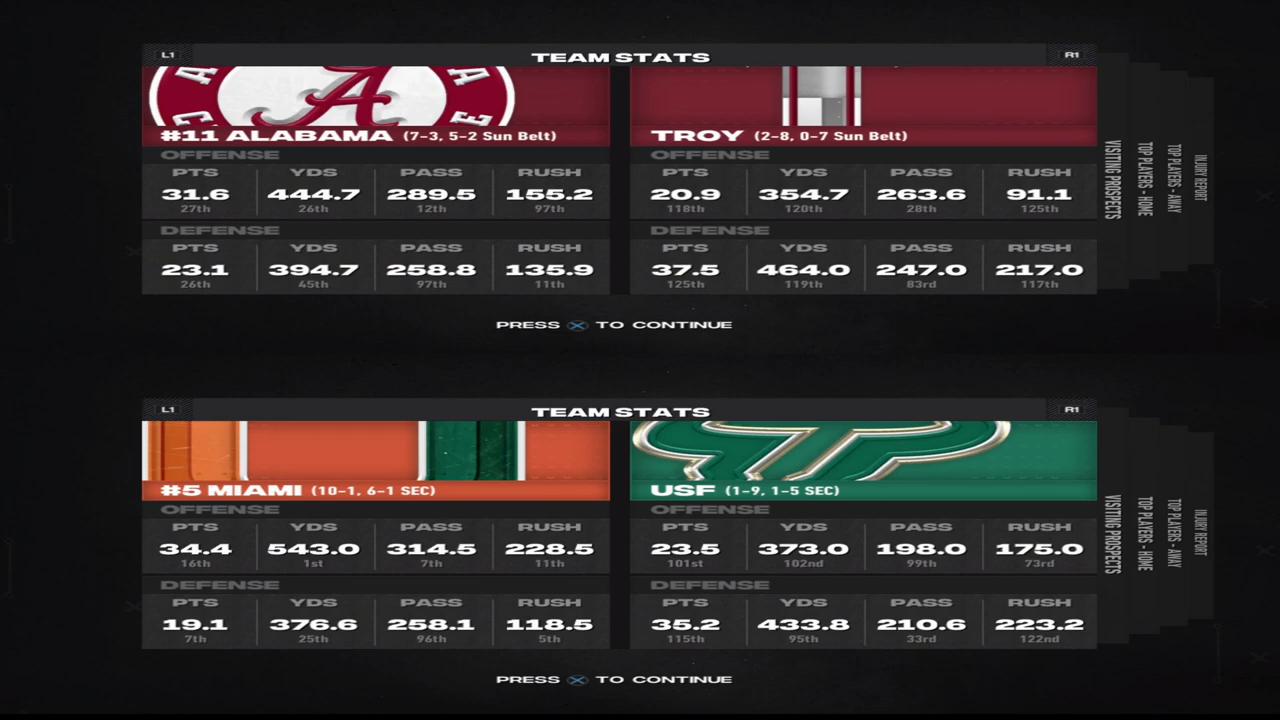 L1 TEAM STATS R1
A A A
C E
#11 ALABAMA (7-3, 5-2 Sun Belt) TROY (2-8, 0-7 Sun Belt)
OFFENSE OFFENSE
PTS YDS PASS RUSH PTS YDS PASS RUSH
31.6 444.7 289.5 155.2 20.9 354.7 263.6 91.1
27th 26th 12th 97th 118th 120th 28th 125th
DEFENSE DEFENSE
PTS YDS PASS RUSH PTS YDS PASS RUSH
23.1 394.7 258.8 135.9 37.5 464.0 247.0 217.0
26th 45th 97th 11th 125th 119th 83rd 117th
VISITING PROSPECTS
TOP PLAYERS - HOME
TOP PLAYERS - AWAY
INJURY REPORT
PRESS X TO CONTINUE
L1 TEAM STATS R1
#5 MIAMI (10-1, 6-1 SEC) USF (1-9, 1-5 SEC)
OFFENSE OFFENSE
PTS YDS PASS RUSH PTS YDS PASS RUSH
34.4 543.0 314.5 228.5 23.5 373.0 198.0 175.0
16th 1st 7th 11th 101st 102nd 99th 73rd
DEFENSE DEFENSE
PTS YDS PASS RUSH PTS YDS PASS RUSH
19.1 376.6 258.1 118.5 35.2 433.8 210.6 223.2
7th 25th 96th 5th 115th 95th 33rd 122nd
VISITING PROSPECTS
TOP PLAYERS - HOME
TOP PLAYERS - AWAY
INJURY REPORT
PRESS X TO CONTINUE